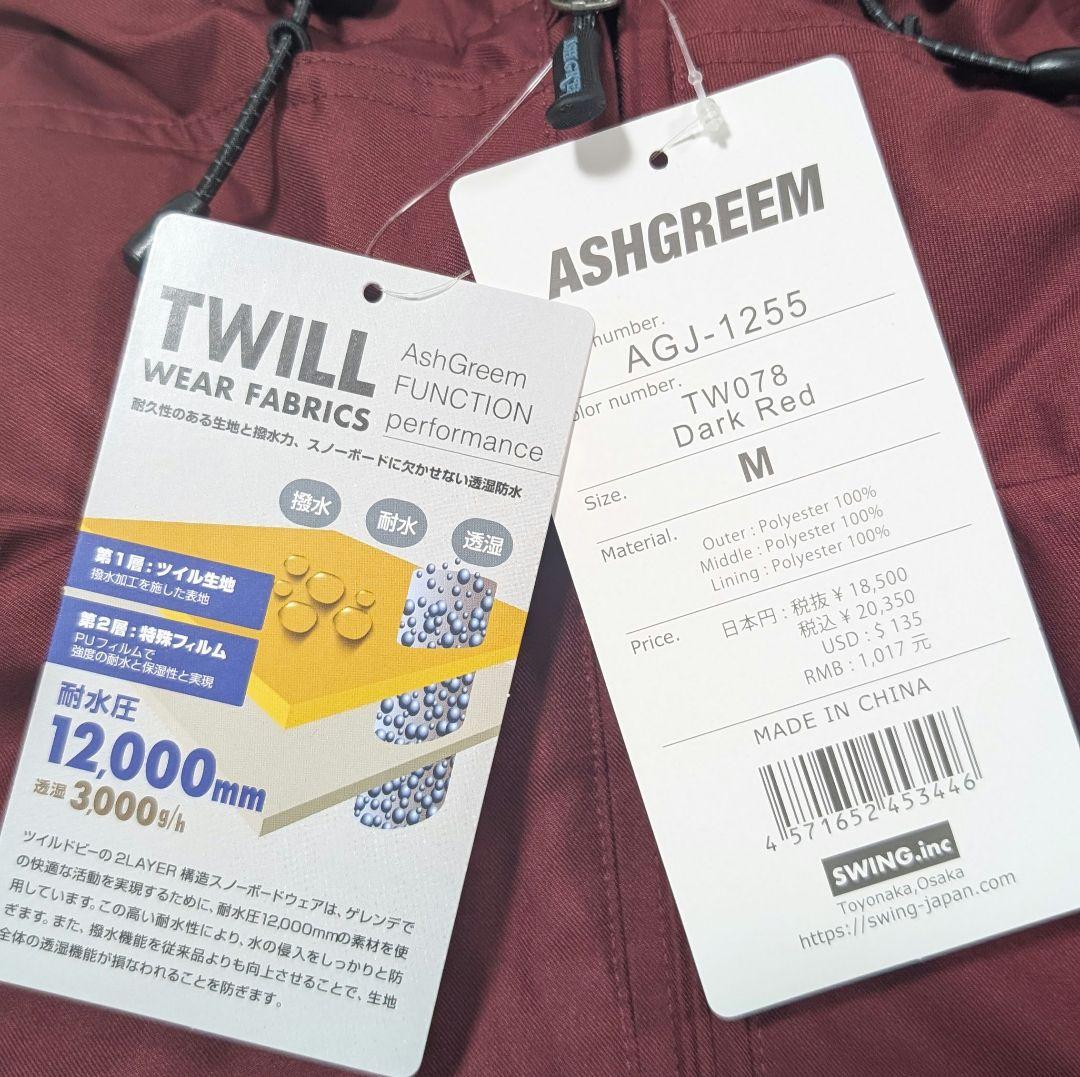 TWILL
WEAR FABRICS
AshGreem
FUNCTION
performance
耐久性のある生地と撥水力、スノーボードに欠かせない透湿防水
撥水
耐水
透湿
第1層：ツイル生地
撥水加工を施した表地
第2層：特殊フィルム
PUフィルムで
強度の耐水と保湿性と実現
耐水圧
12,000mm
透湿 3,000g/h
ツイルドビーの2LAYER 構造スノーボードウェアは、ゲレンデで
の快適な活動を実現するために、耐水圧12,000mmの素材を使
用しています。この高い耐水性により、水の侵入をしっかりと防
ぎます。また、撥水機能を従来品よりも向上させることで、生地
全体の透湿機能が損なわれることを防ぎます。
ASHGREEM
number.
AGJ-1255
olor number.
TW078
Dark Red
Size.
M
Material.
Outer : Polyester 100%
Middle : Polyester 100%
Lining : Polyester 100%
Price.
日本円 : 税抜 ¥ 18,500
税込 ¥ 20,350
USD : $ 135
RMB : 1,017 元
MADE IN CHINA
4 571652 453446
SWING.inc
Toyonaka,Osaka
https://swing-japan.com